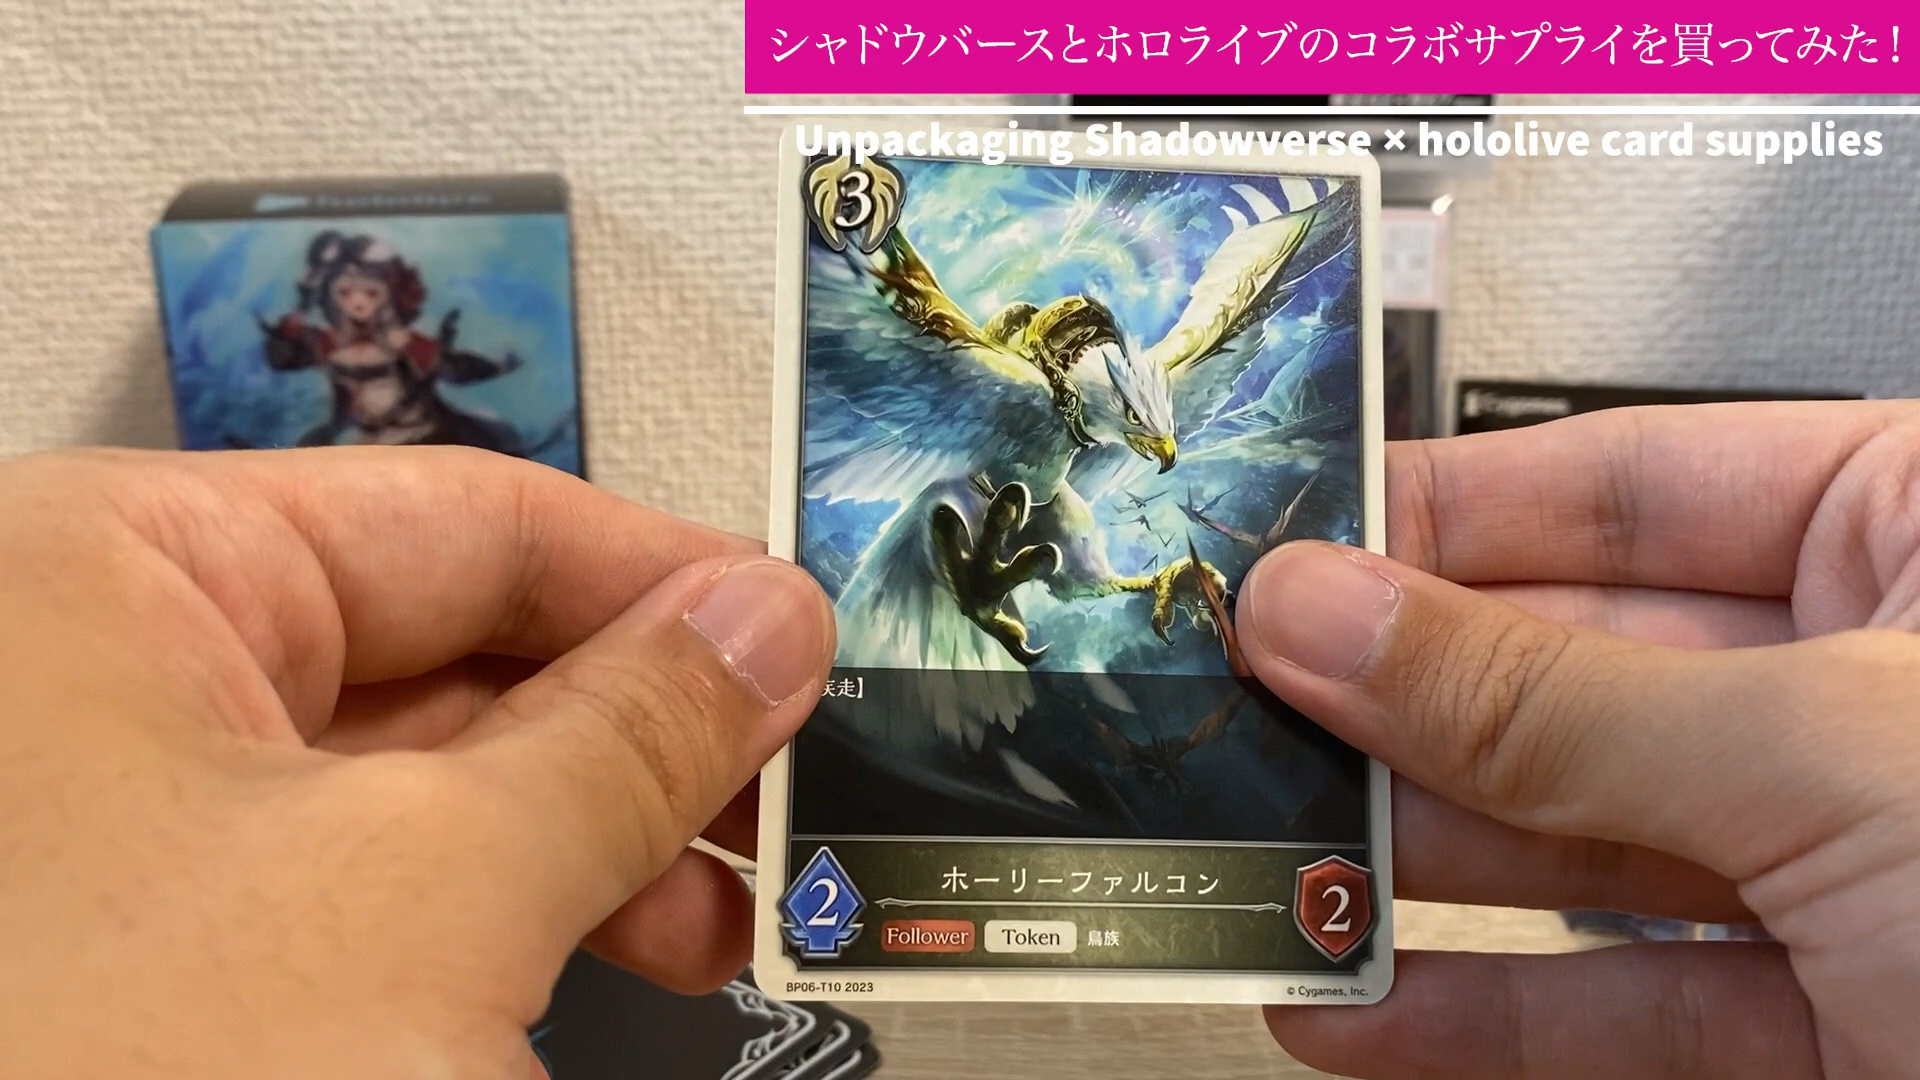 シャドウバースとホロライブのコラボサプライを買ってみた！
Unpackaging Shadowverse × hololive card supplies
3
Cygames
疾走】
2
ホーリーファルコン
2
Follower Token 鳥族
BP06-T10 2023
© Cygames, Inc.